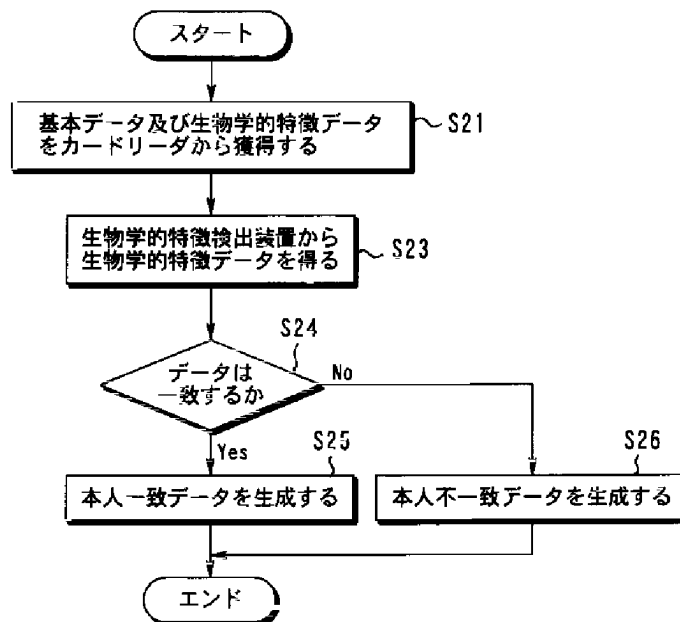 スタート
基本データ及び生物学的特徴データ
をカードリーダから獲得する
S21
生物学的特徴検出装置から
生物学的特徴データを得る
S23
S24
データは
一致するか
No
Yes
S25
本人一致データを生成する
S26
本人不一致データを生成する
エンド